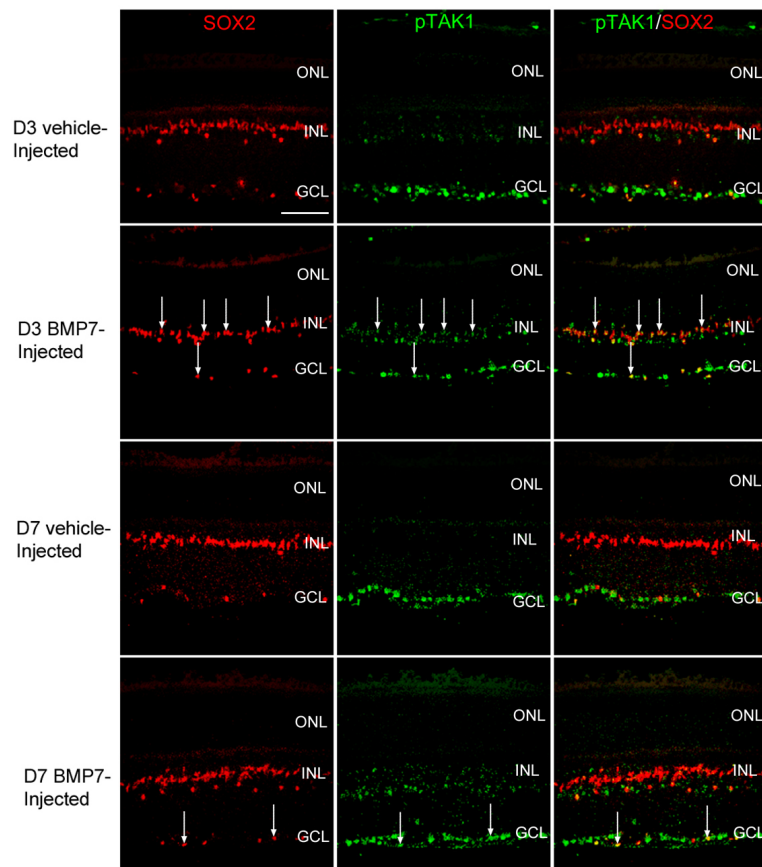 SOX2 pTAK1 pTAK1/SOX2
ONL ONL ONL
D3 vehicle-
Injected
INL INL INL
GCL GCL GCL
ONL ONL ONL
D3 BMP7-
Injected
INL INL INL
GCL GCL GCL
ONL ONL ONL
D7 vehicle-
Injected
INL INL INL
GCL GCL GCL
ONL ONL ONL
D7 BMP7-
Injected
INL INL INL
GCL GCL GCL